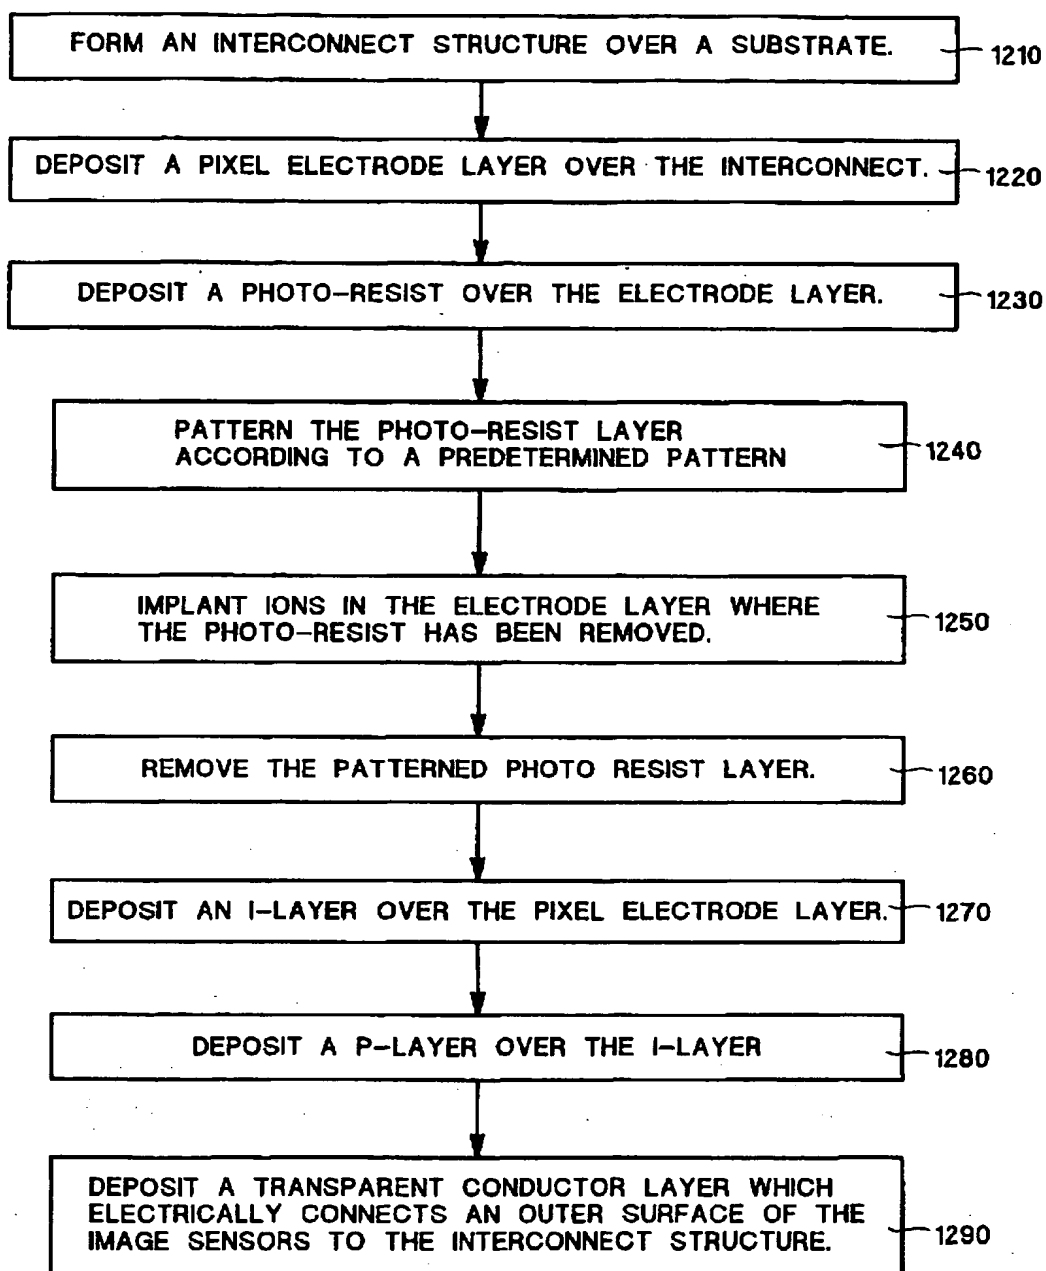 FORM AN INTERCONNECT STRUCTURE OVER A SUBSTRATE.
1210
DEPOSIT A PIXEL ELECTRODE LAYER OVER THE INTERCONNECT.
1220
DEPOSIT A PHOTO-RESIST OVER THE ELECTRODE LAYER.
1230
PATTERN THE PHOTO-RESIST LAYER
ACCORDING TO A PREDETERMINED PATTERN
1240
IMPLANT IONS IN THE ELECTRODE LAYER WHERE
THE PHOTO-RESIST HAS BEEN REMOVED.
1250
REMOVE THE PATTERNED PHOTO RESIST LAYER.
1260
DEPOSIT AN I-LAYER OVER THE PIXEL ELECTRODE LAYER.
1270
DEPOSIT A P-LAYER OVER THE I-LAYER
1280
DEPOSIT A TRANSPARENT CONDUCTOR LAYER WHICH
ELECTRICALLY CONNECTS AN OUTER SURFACE OF THE
IMAGE SENSORS TO THE INTERCONNECT STRUCTURE.
1290